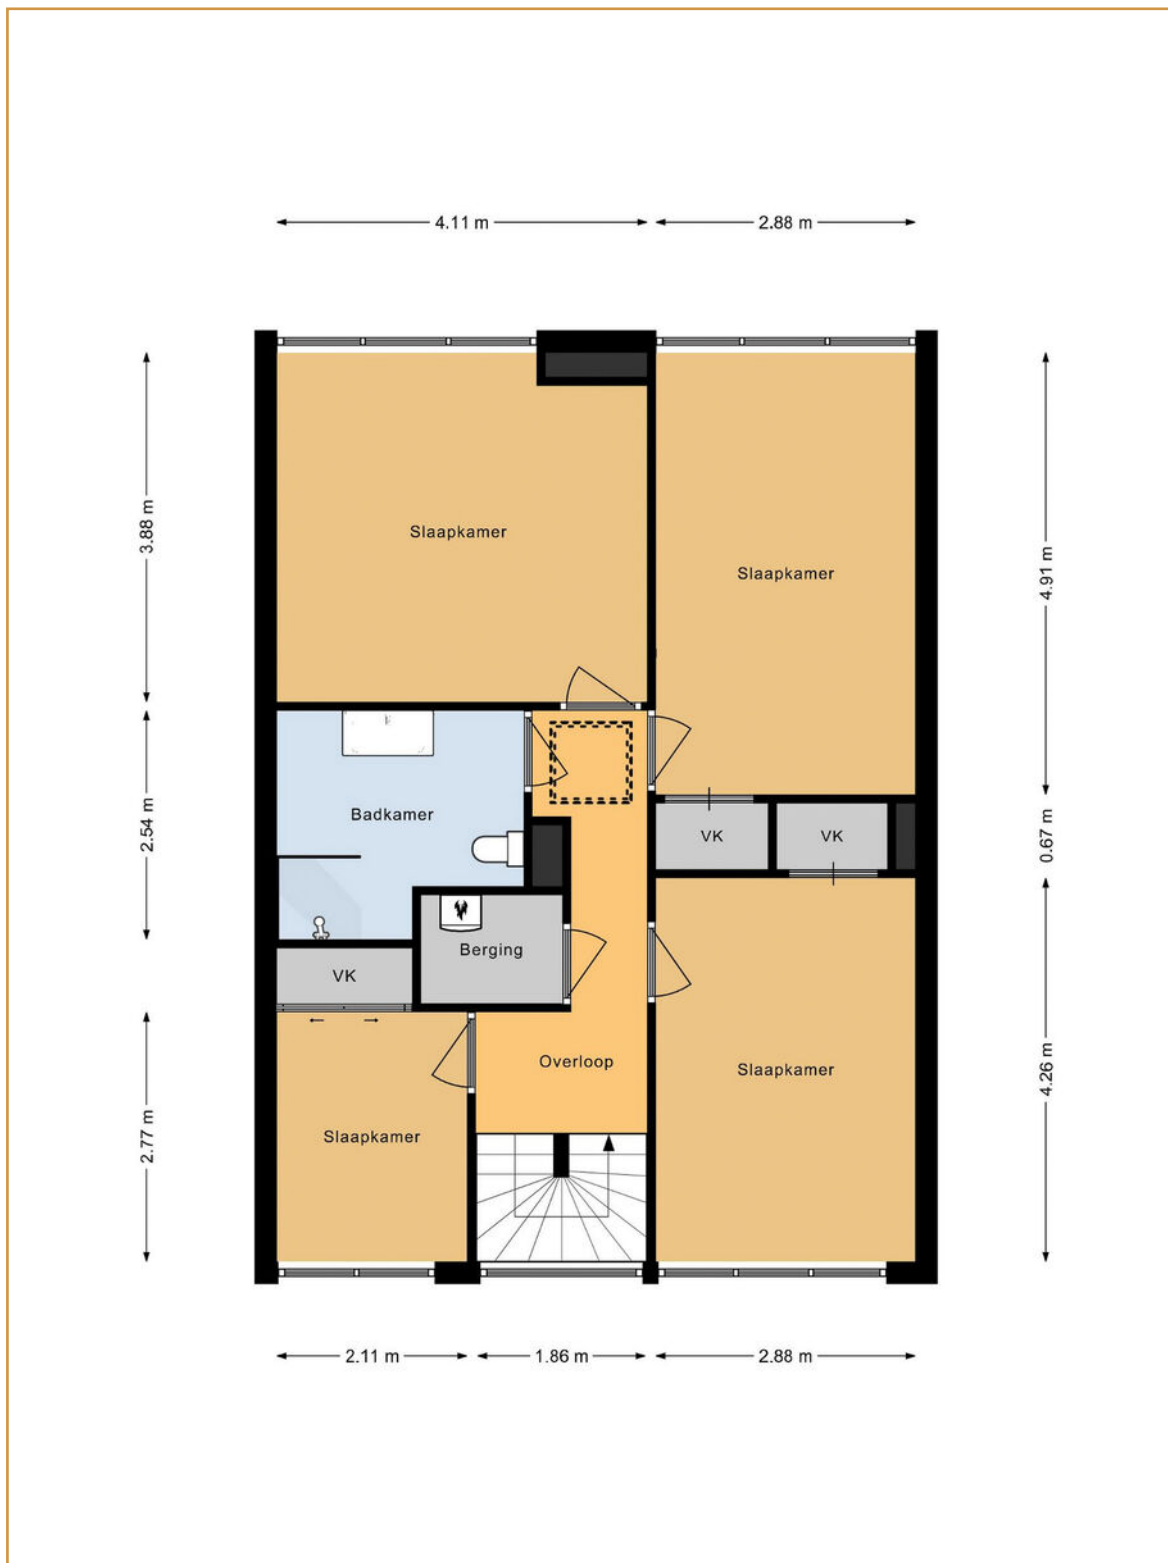 4.11 m
2.88 m
3.88 m
Slaapkamer
Slaapkamer
4.91 m
2.54 m
Badkamer
VK
VK
0.67 m
Berging
VK
Overloop
Slaapkamer
4.26 m
2.77 m
Slaapkamer
2.11 m
1.86 m
2.88 m